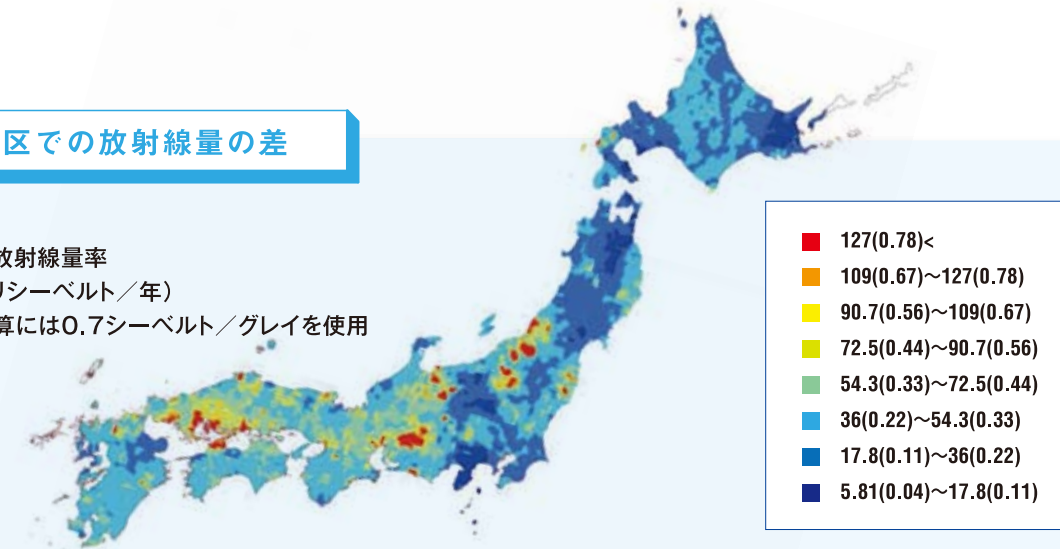 区での放射線量の差
放射線量率
リシーベルト／年）
算には0.7シーベルト／グレイを使用
127(0.78)<
109(0.67)～127(0.78)
90.7(0.56)～109(0.67)
72.5(0.44)～90.7(0.56)
54.3(0.33)～72.5(0.44)
36(0.22)～54.3(0.33)
17.8(0.11)～36(0.22)
5.81(0.04)～17.8(0.11)